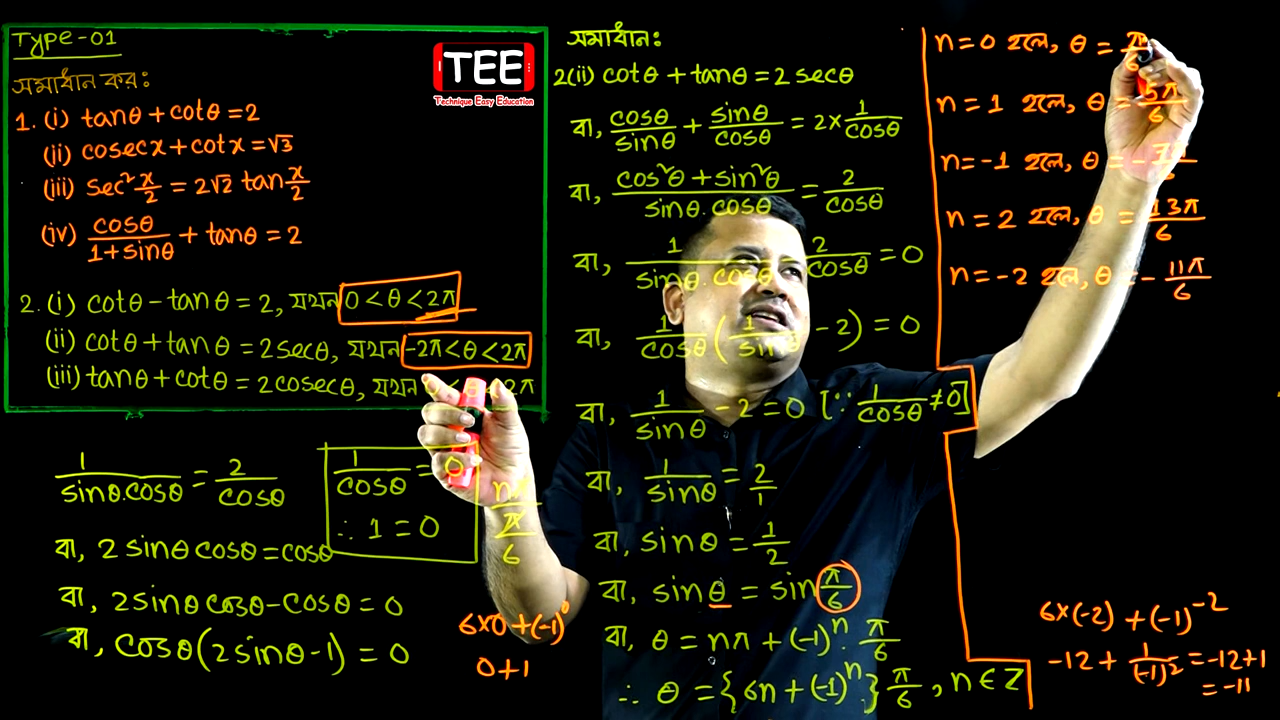 Type-01
সমাধান কর:
1. (i) tanθ + cotθ = 2
(ii) cosecx + cotx = √3
(iii) sec²x/2 = 2√2 tan x/2
(iv) cosθ/(1+sinθ) + tanθ = 2
2. (i) cotθ - tanθ = 2, যখন 0 < θ < 2π
(ii) cotθ + tanθ = 2secθ, যখন -2π < θ < 2π
(iii) tanθ + cotθ = 2cosecθ, যখন < 2π
TEE
Technique Easy Education
1/(sinθ.cosθ) = 2/cosθ
বা, 2 sinθ cosθ = cosθ
বা, 2sinθ cosθ - cosθ = 0
বা, cosθ(2sinθ - 1) = 0
1/cosθ = 0
∴ 1 = 0
π/6
6×0 + (-1)⁰
0+1
সমাধান:
2(ii) cotθ + tanθ = 2 secθ
বা, cosθ/sinθ + sinθ/cosθ = 2× 1/cosθ
বা, (cos²θ + sin²θ)/(sinθ.cosθ) = 2/cosθ
বা, 1/(sinθ.cosθ) 2/cosθ = 0
বা, 1/cosθ (1/sinθ - 2) = 0
বা, 1/sinθ - 2 = 0 [∵ 1/cosθ ≠ 0]
বা, 1/sinθ = 2/1
বা, sinθ = 1/2
বা, sinθ = sin π/6
বা, θ = nπ + (-1)ⁿ. π/6
∴ θ = {6n + (-1)ⁿ} π/6 , n ∈ Z
n = 0 হলে, θ = π/6
n = 1 হলে, θ = 5π/6
n = -1 হলে, θ = - 7π/6
n = 2 হলে, θ = 13π/6
n = -2 হলে, θ = - 11π/6
6×(-2) + (-1)⁻²
-12 + 1/(-1)² = -12+1
= -11